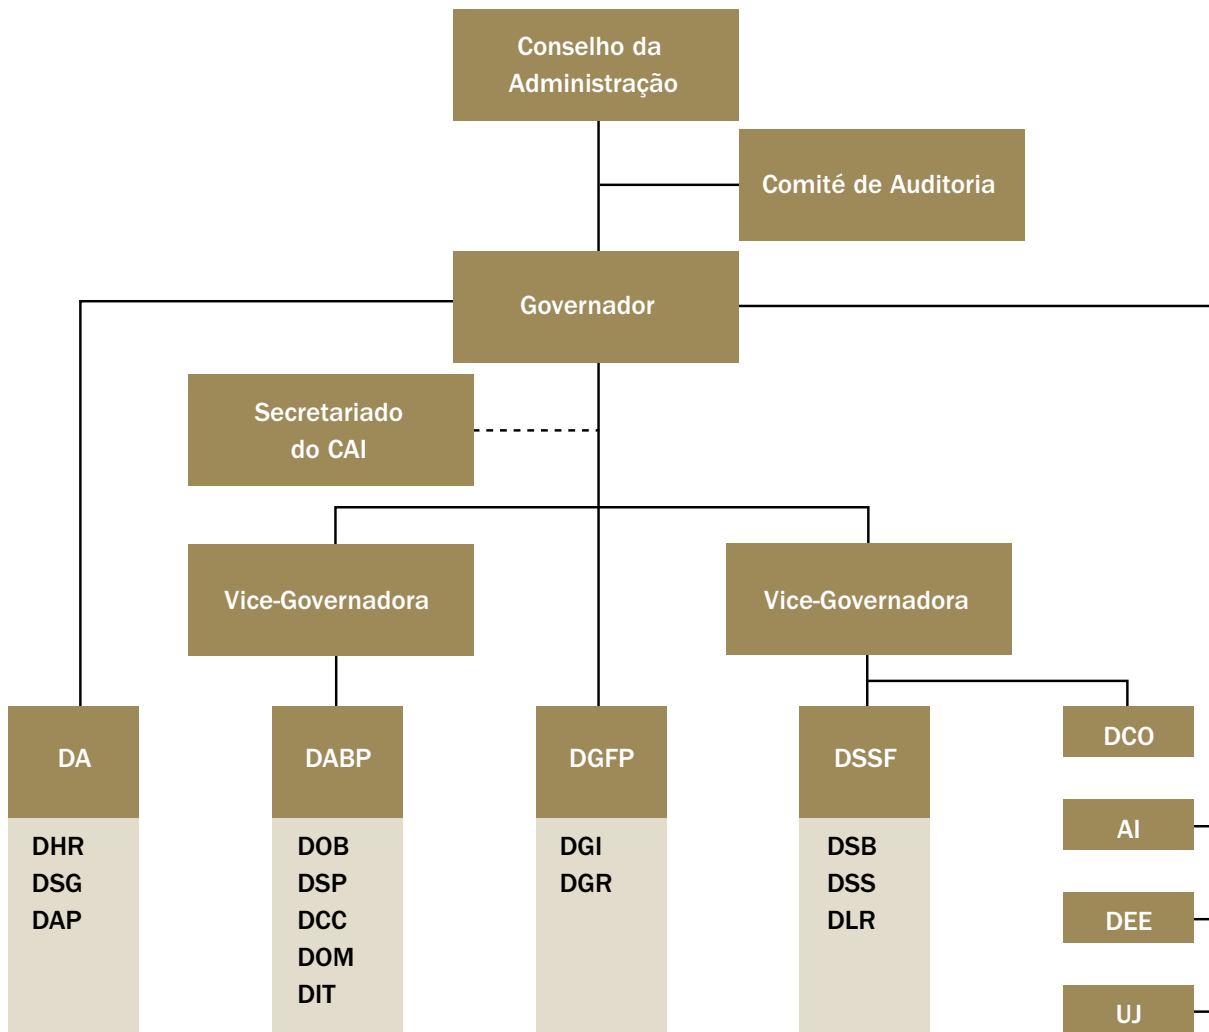 Conselho da
Administração
Comité de Auditoria
Governador
Secretariado
do CAI
Vice-Governadora
Vice-Governadora
DA
DHR
DSG
DAP
DABP
DOB
DSP
DCC
DOM
DIT
DGFP
DGI
DGR
DSSF
DSB
DSS
DLR
DCO
AI
DEE
UJ